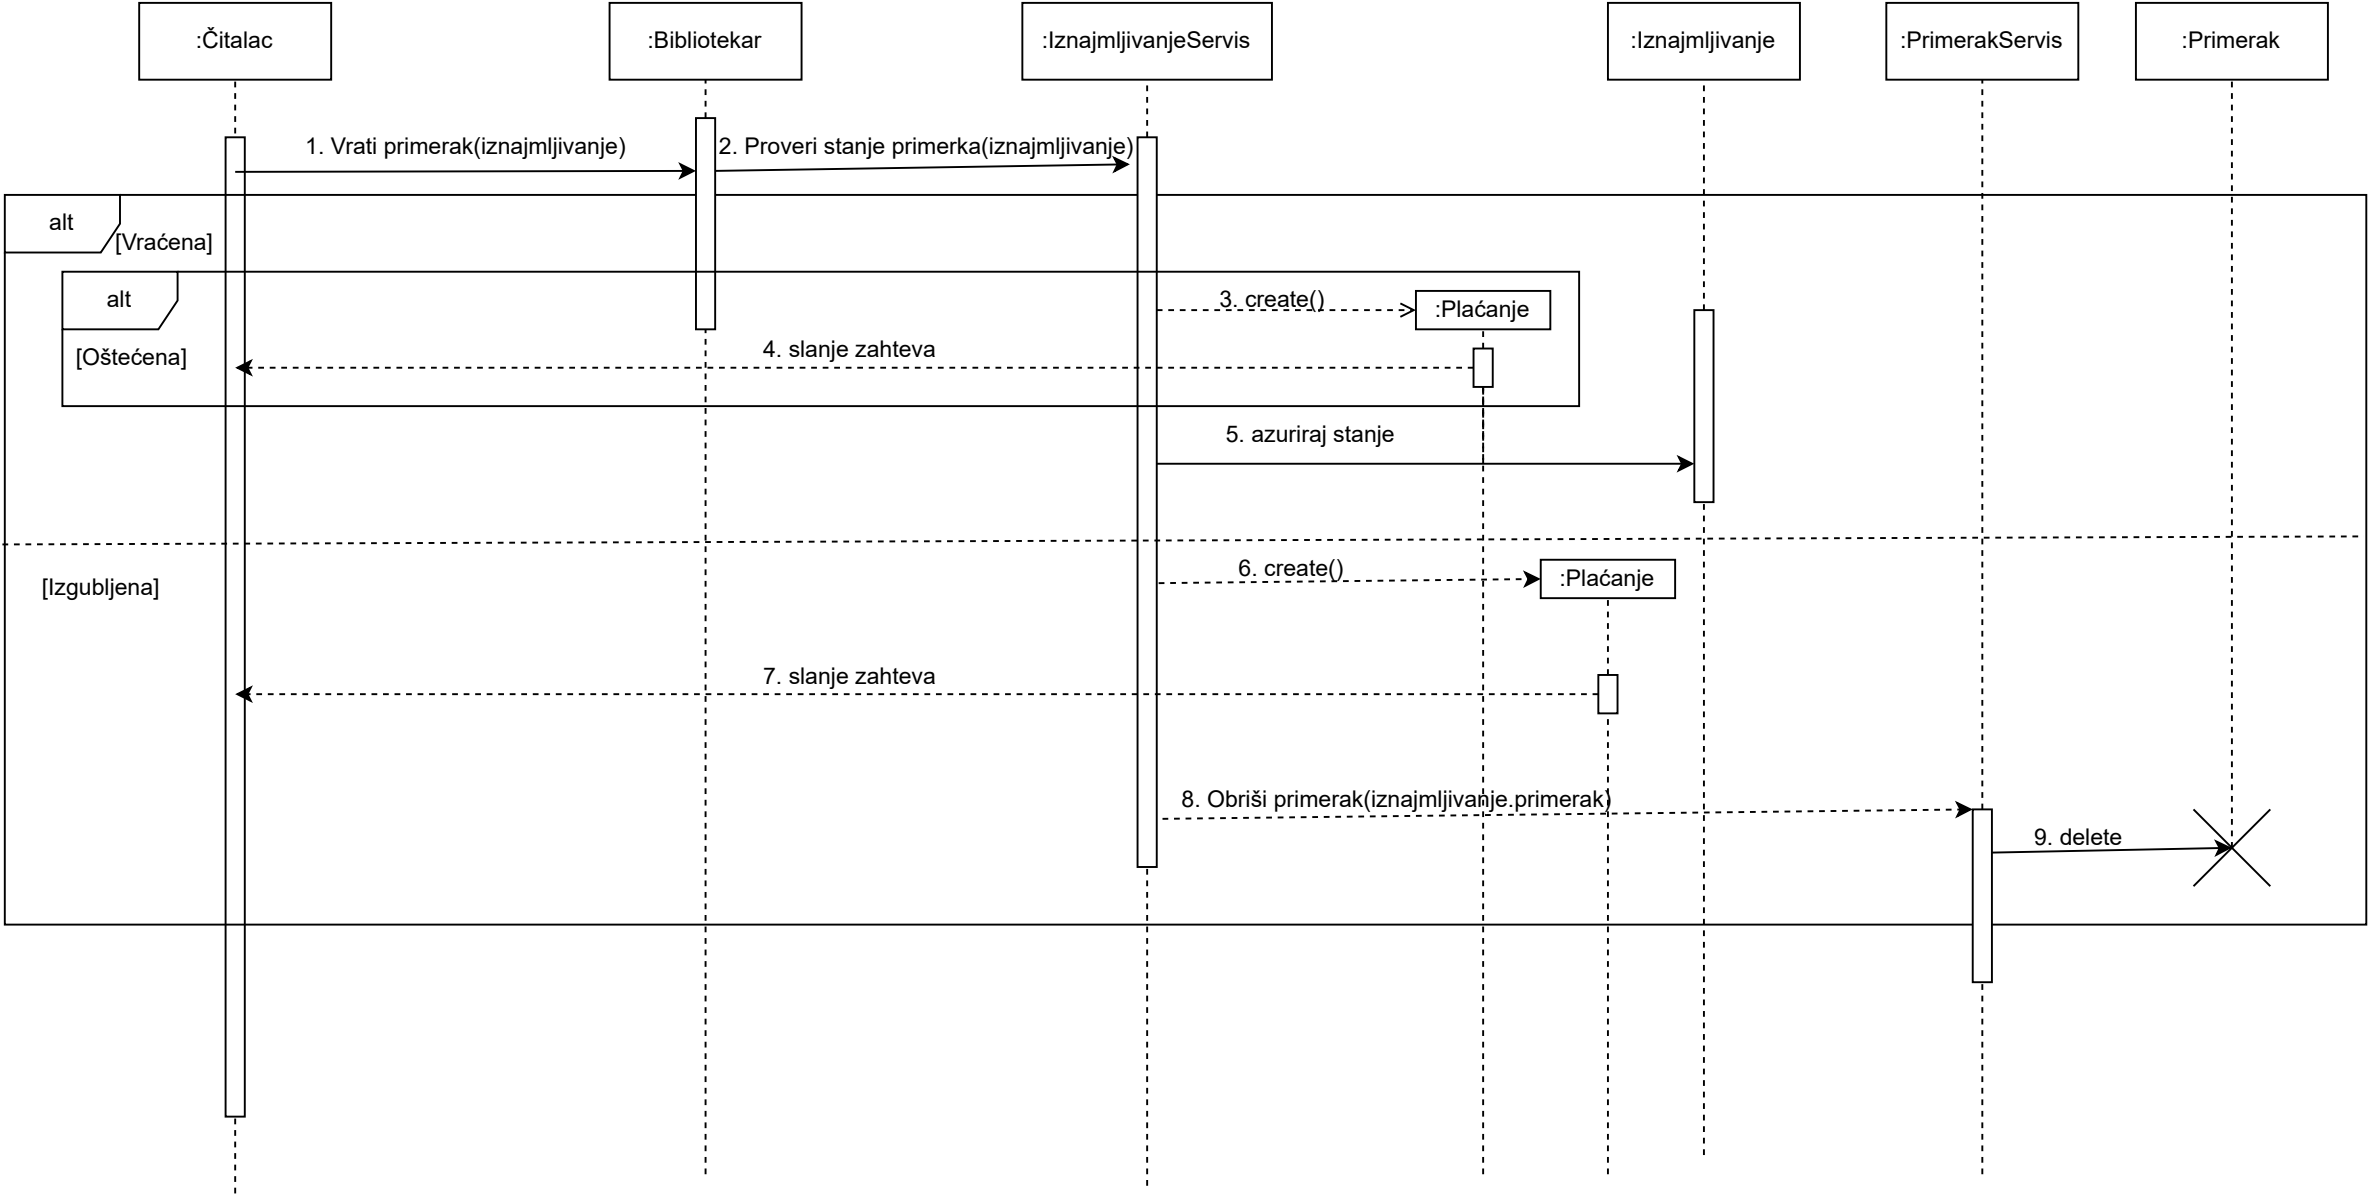 :Čitalac
:Bibliotekar
:IznajmljivanjeServis
:Iznajmljivanje
:PrimerakServis
:Primerak
1. Vrati primerak(iznajmljivanje)
2. Proveri stanje primerka(iznajmljivanje)
alt
[Vraćena]
alt
3. create()
:Plaćanje
[Oštećena]
4. slanje zahteva
5. azuriraj stanje
6. create()
:Plaćanje
[Izgubljena]
7. slanje zahteva
8. Obriši primerak(iznajmljivanje.primerak)
9. delete